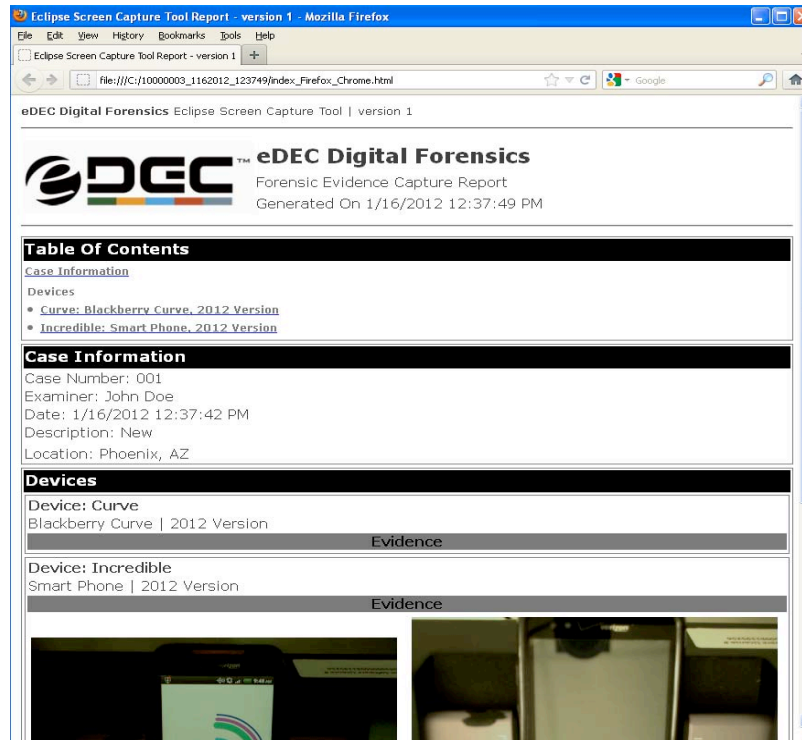 Eclipse Screen Capture Tool Report - version 1 - Mozilla Firefox
File Edit View History Bookmarks Tools Help
Eclipse Screen Capture Tool Report - version 1 +
file:///C:/10000003_1162012_123749/index_Firefox_Chrome.html Google
eDEC Digital Forensics Eclipse Screen Capture Tool | version 1
eDEC™ eDEC Digital Forensics
Forensic Evidence Capture Report
Generated On 1/16/2012 12:37:49 PM
Table Of Contents
Case Information
Devices
• Curve: Blackberry Curve, 2012 Version
• Incredible: Smart Phone, 2012 Version
Case Information
Case Number: 001
Examiner: John Doe
Date: 1/16/2012 12:37:42 PM
Description: New
Location: Phoenix, AZ
Devices
Device: Curve
Blackberry Curve | 2012 Version
Evidence
Device: Incredible
Smart Phone | 2012 Version
Evidence